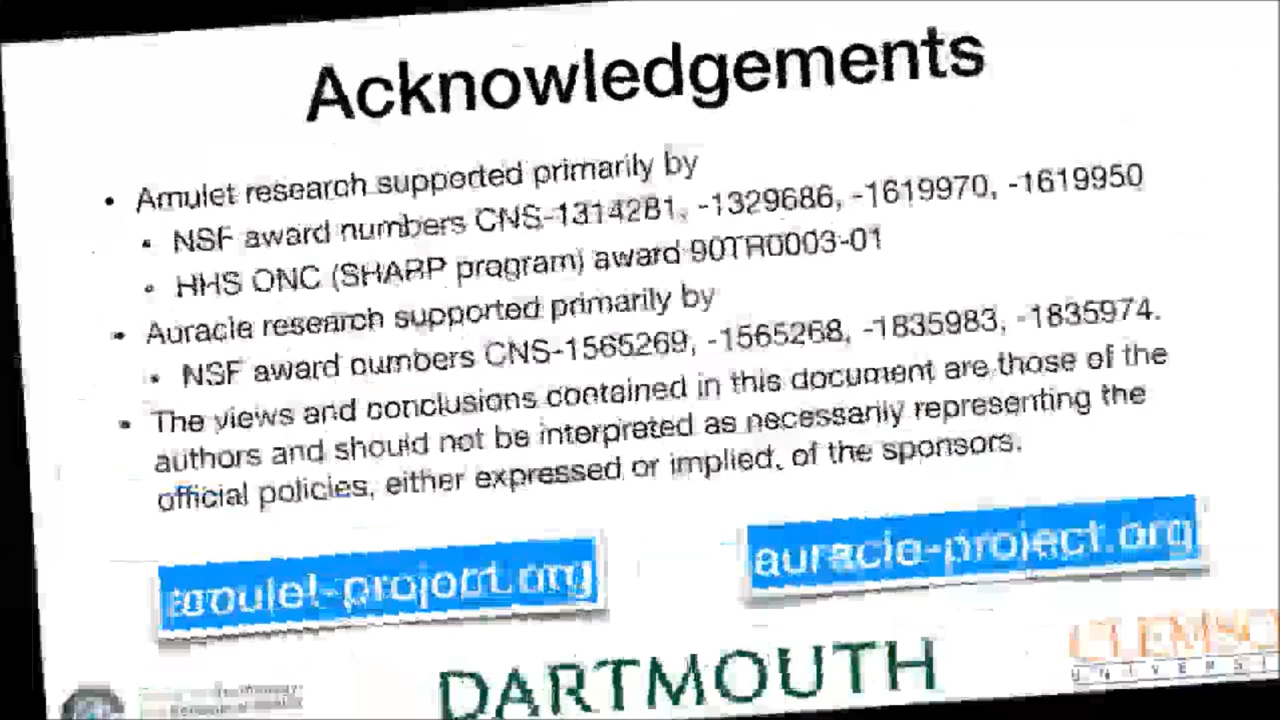 Acknowledgements
• Amulet research supported primarily by
• NSF award numbers CNS-1314281, -1329686, -1619970, -1619950
• HHS ONC (SHARP program) award 90TR0003-01
• Auracle research supported primarily by
• NSF award numbers CNS-1565269, -1565268, -1835983, -1835974.
• The views and conclusions contained in this document are those of the
authors and should not be interpreted as necessarily representing the
official policies, either expressed or implied, of the sponsors.
amulet-project.org
auracle-project.org
DARTMOUTH
CLEMSO
UNIVERSI